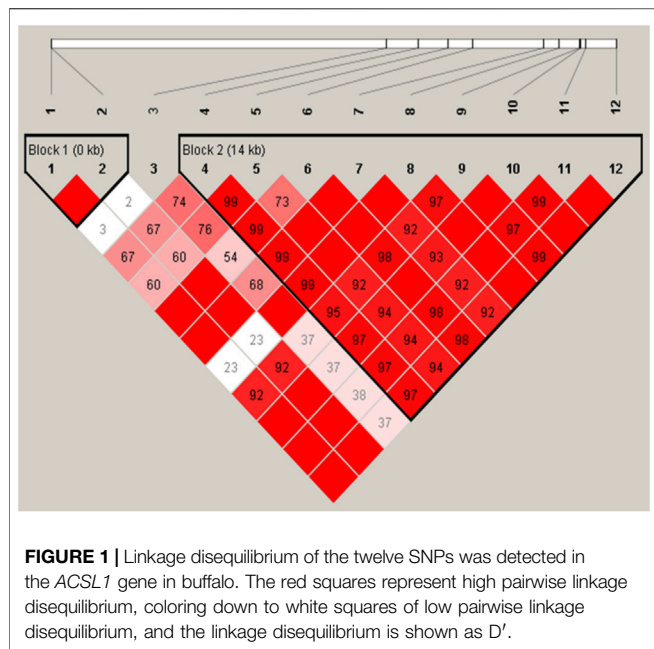 1 2 3 4 5 6 7 8 9 10 11 12
Block 1 (0 kb) Block 2 (14 kb)
1 2 3 4 5 6 7 8 9 10 11 12
2 74 99 73 97 99
3 67 76 99 92 97
67 60 54 99 98 93 99
60 68 99 92 92
95 94 98 92
23 37 97 94 98
23 92 37 97 94
92 38 97
37
FIGURE 1 | Linkage disequilibrium of the twelve SNPs was detected in
the ACSL1 gene in buffalo. The red squares represent high pairwise linkage
disequilibrium, coloring down to white squares of low pairwise linkage
disequilibrium, and the linkage disequilibrium is shown as D′.